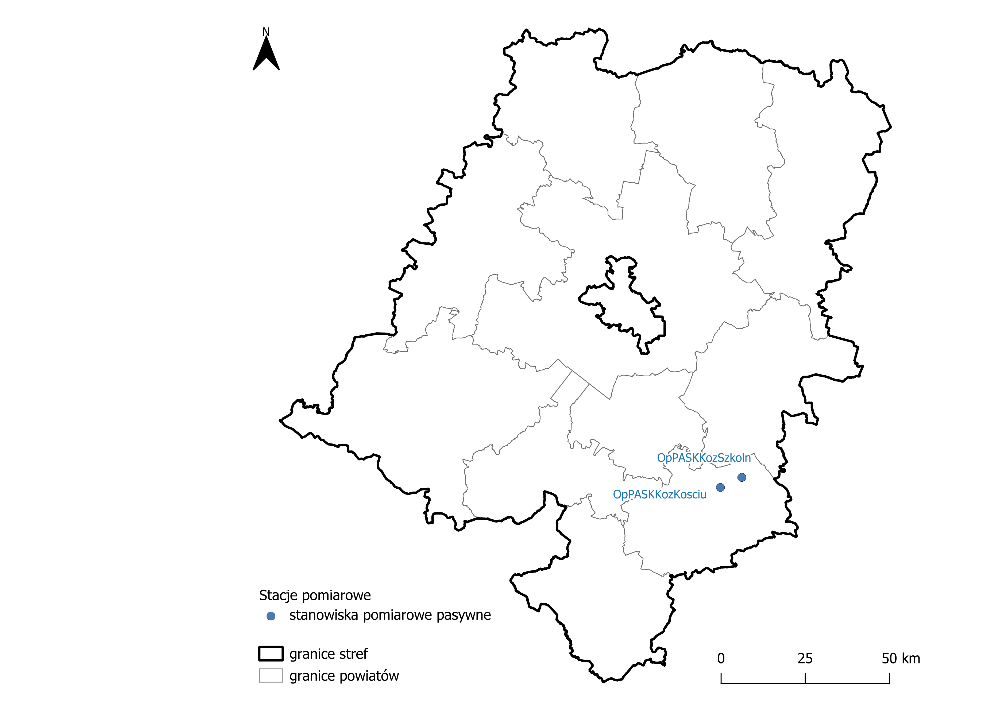 N
OpPASKKozSzkoln
OpPASKKozKosciu
Stacje pomiarowe
stanowiska pomiarowe pasywne
granice stref
granice powiatów
0 25 50 km